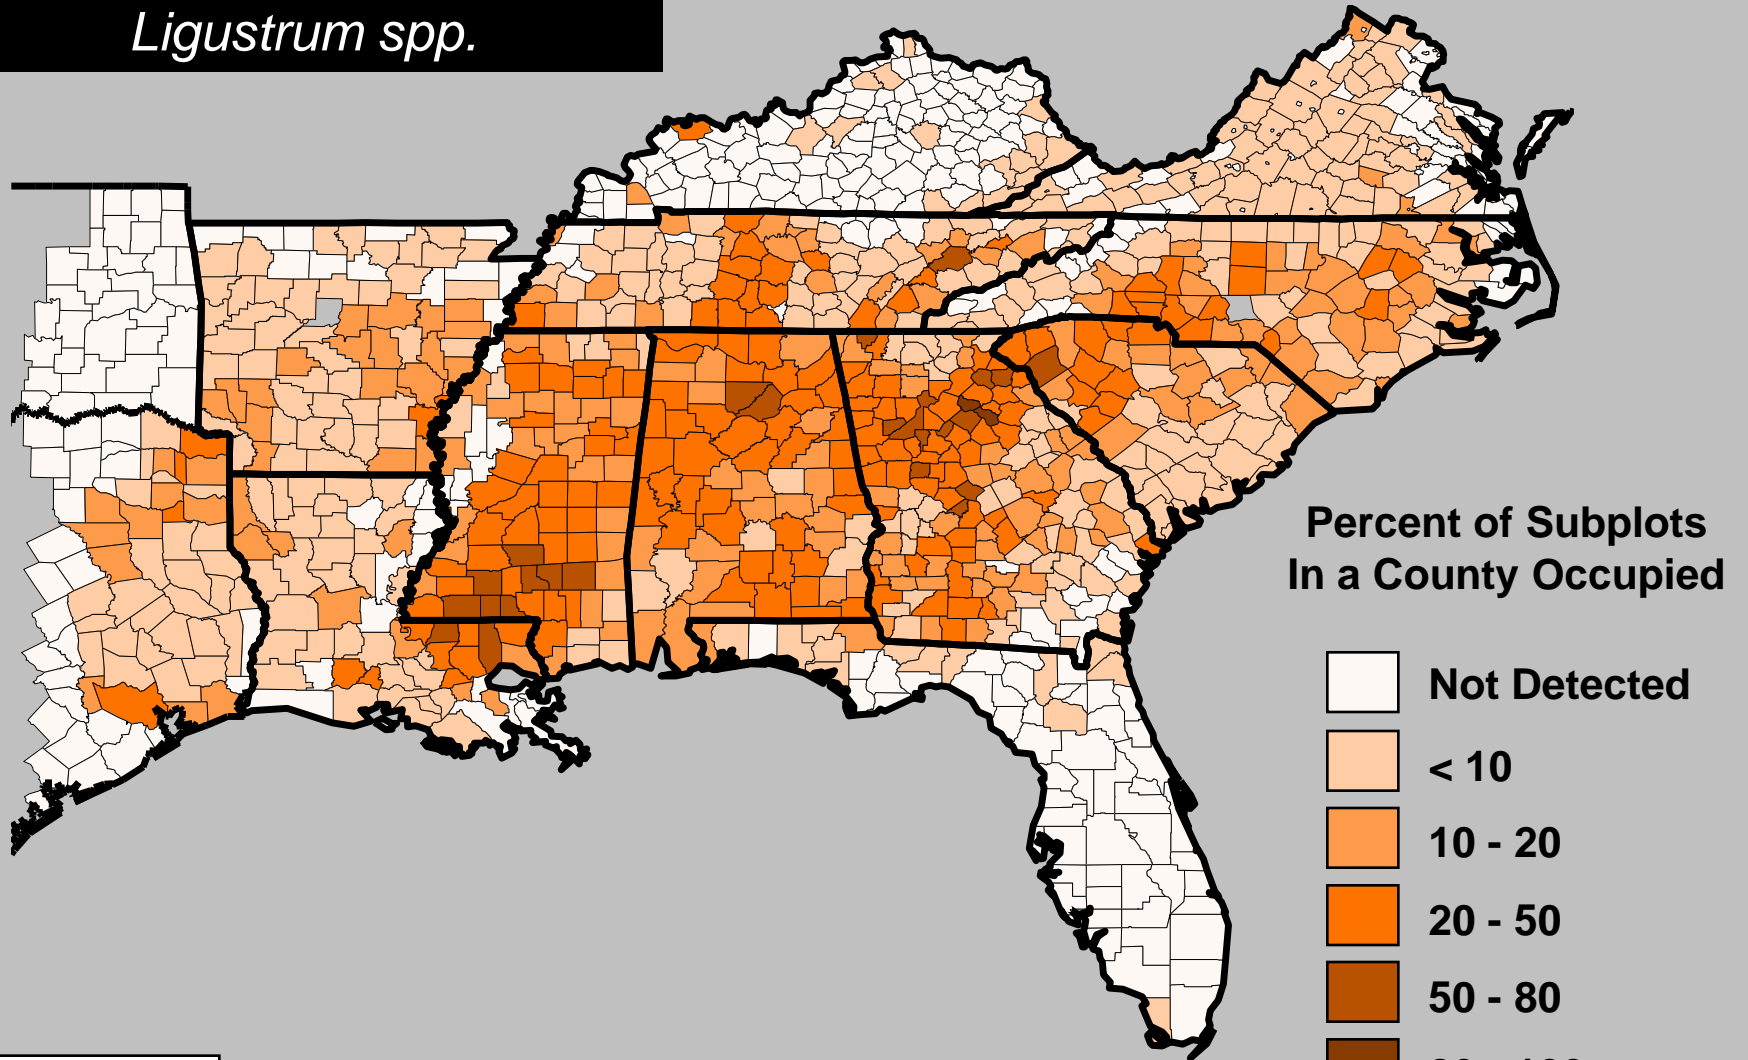 Ligustrum spp.
Percent of Subplots
In a County Occupied
Not Detected
< 10
10 - 20
20 - 50
50 - 80